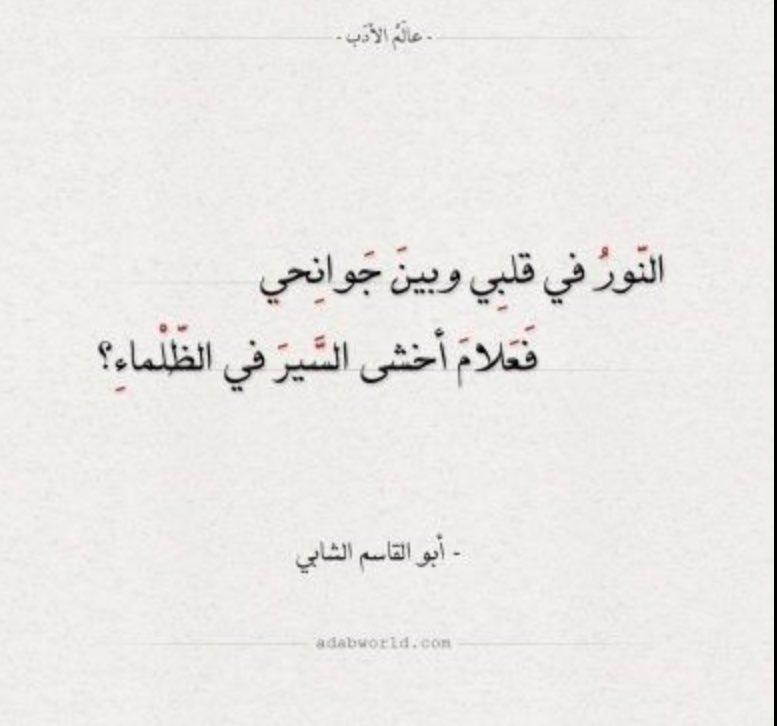 - عالَمُ الأدَب -
النّورُ في قلبِي وبينَ جَوانِحي
فَعَلامَ أخشى السَّيرَ في الظّلْماءِ؟
- أبو القاسم الشابي
adabworld.com